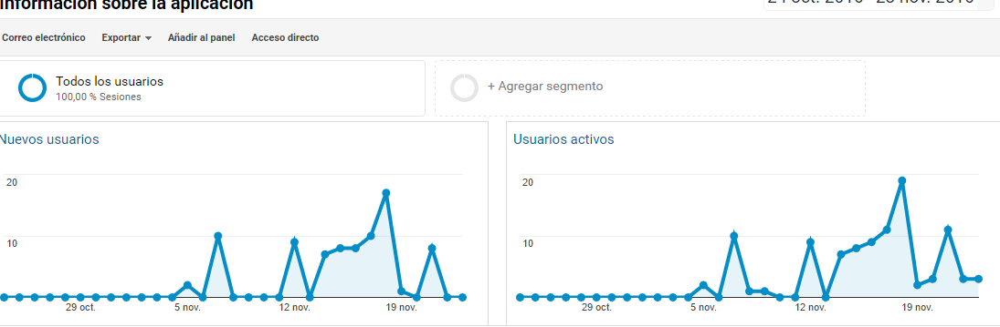 Información sobre la aplicación
Correo electrónico Exportar Añadir al panel Acceso directo
Todos los usuarios
100,00 % Sesiones
+ Agregar segmento
Nuevos usuarios
20
10
29 oct. 5 nov. 12 nov. 19 nov.
Usuarios activos
20
10
29 oct. 5 nov. 12 nov. 19 nov.